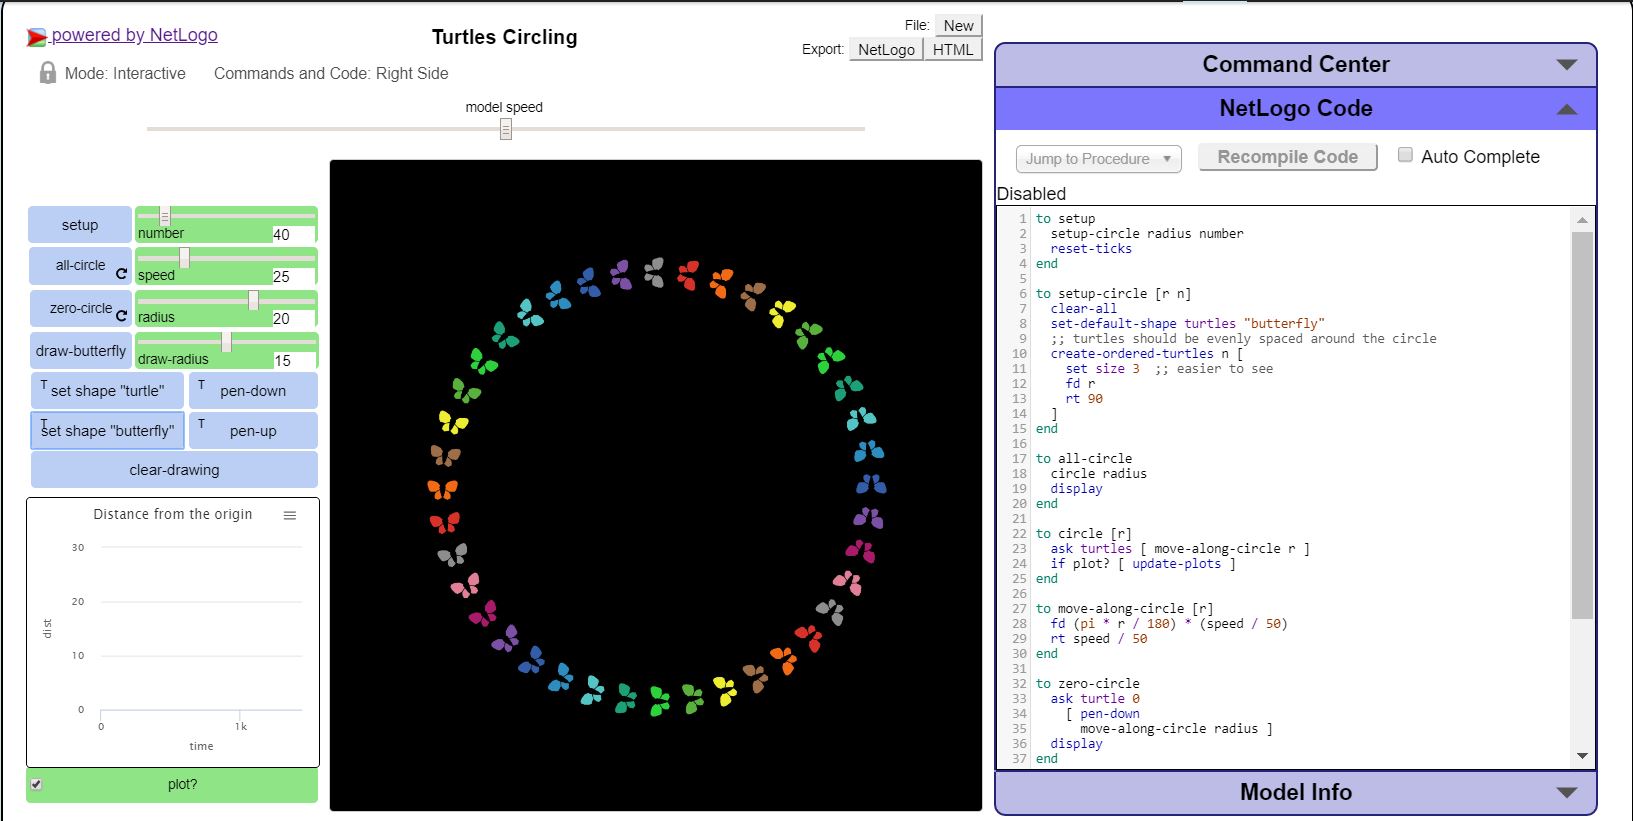 powered by NetLogo
Turtles Circling
File: New
Export: NetLogo HTML
Mode: Interactive Commands and Code: Right Side
model speed
setup
number 40
all-circle
speed 25
zero-circle
radius 20
draw-butterfly
draw-radius 15
T set shape "turtle"
T pen-down
T set shape "butterfly"
T pen-up
clear-drawing
Distance from the origin
30
20
10
0
dist
0 1k
time
plot?
Command Center
NetLogo Code
Jump to Procedure Recompile Code Auto Complete
Disabled
1 to setup
2 setup-circle radius number
3 reset-ticks
4 end
5
6 to setup-circle [r n]
7 clear-all
8 set-default-shape turtles "butterfly"
9 ;; turtles should be evenly spaced around the circle
10 create-ordered-turtles n [
11 set size 3 ;; easier to see
12 fd r
13 rt 90
14 ]
15 end
16
17 to all-circle
18 circle radius
19 display
20 end
21
22 to circle [r]
23 ask turtles [ move-along-circle r ]
24 if plot? [ update-plots ]
25 end
26
27 to move-along-circle [r]
28 fd (pi * r / 180) * (speed / 50)
29 rt speed / 50
30 end
31
32 to zero-circle
33 ask turtle 0
34 [ pen-down
35 move-along-circle radius ]
36 display
37 end
Model Info